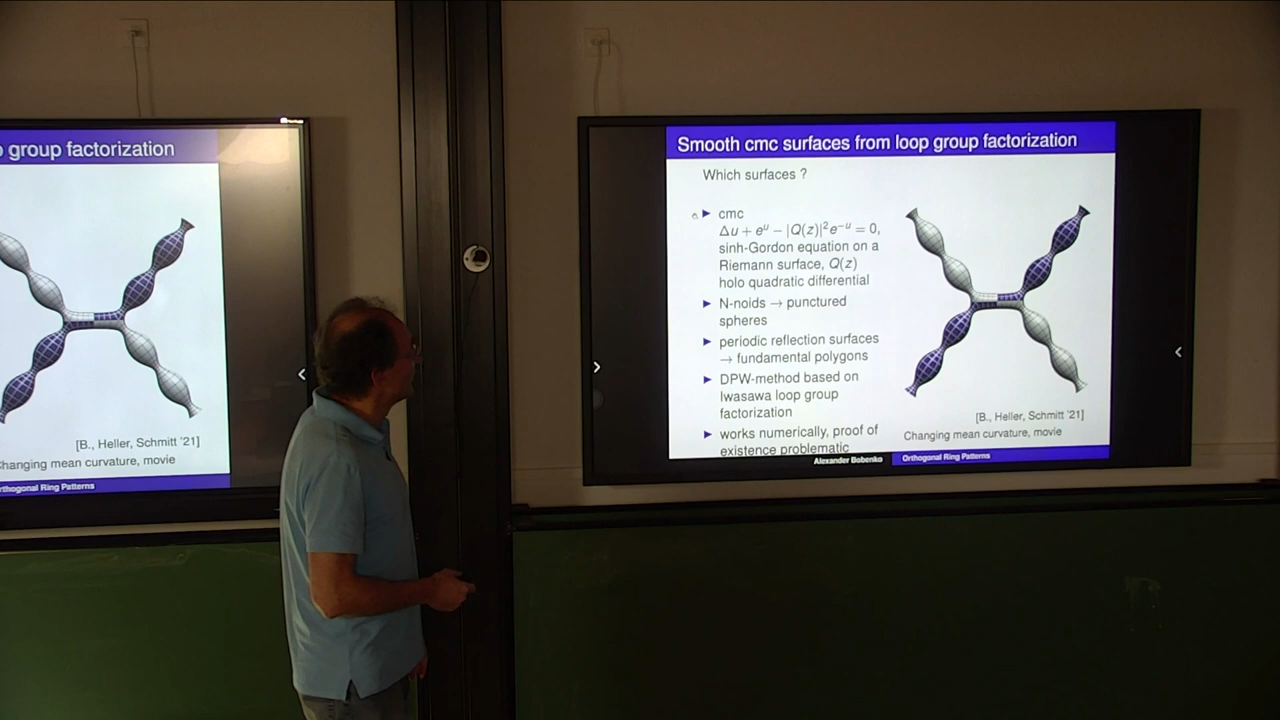 o group factorization
[B., Heller, Schmitt '21]
Changing mean curvature, movie
rthogonal Ring Patterns
Smooth cmc surfaces from loop group factorization
Which surfaces ?
► cmc
Δu + e^u − |Q(z)|²e^−u = 0,
sinh-Gordon equation on a
Riemann surface, Q(z)
holo quadratic differential
► N-noids → punctured
spheres
► periodic reflection surfaces
→ fundamental polygons
► DPW-method based on
Iwasawa loop group
factorization
► works numerically, proof of
existence problematic
[B., Heller, Schmitt '21]
Changing mean curvature, movie
Alexander Bobenko
Orthogonal Ring Patterns